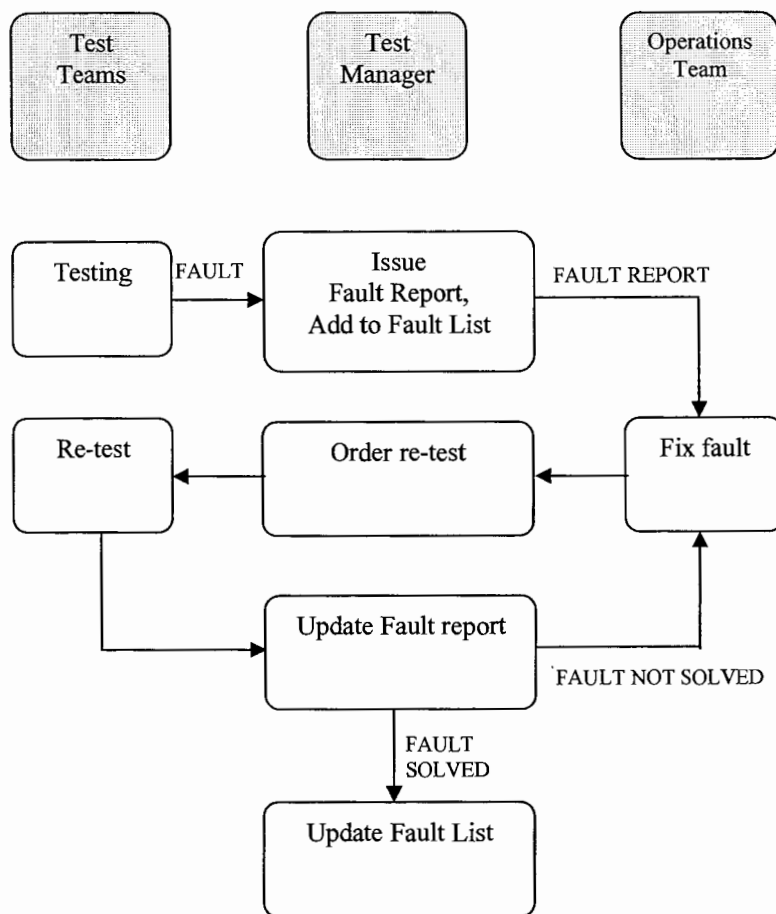 Test
Teams
Test
Manager
Operations
Team
Testing
FAULT
Issue
Fault Report,
Add to Fault List
FAULT REPORT
Re-test
Order re-test
Fix fault
Update Fault report
FAULT NOT SOLVED
FAULT
SOLVED
Update Fault List